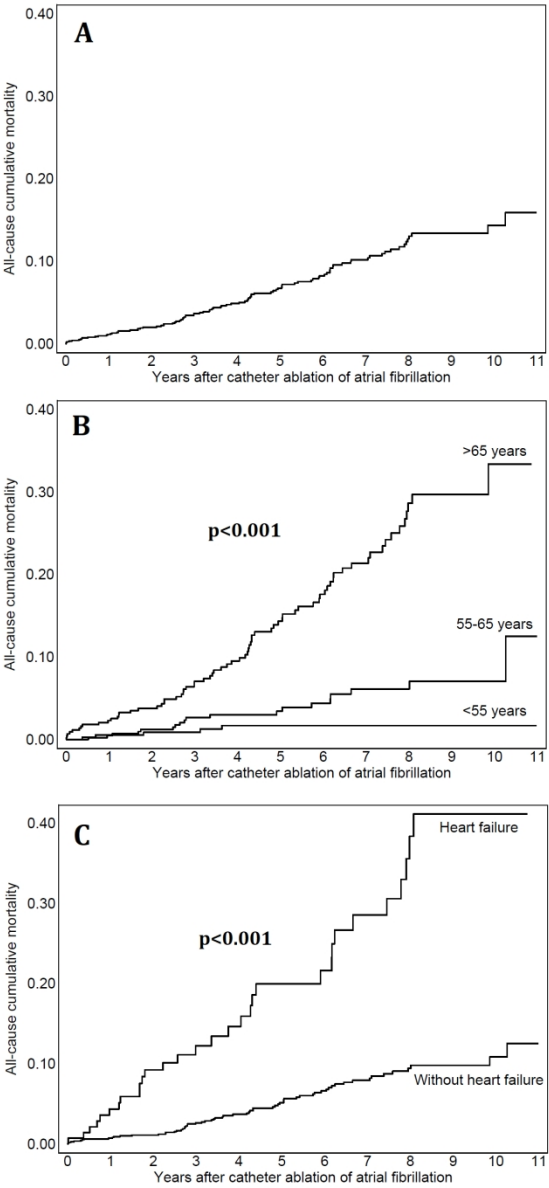 A
All-cause cumulative mortality
0.40
0.30
0.20
0.10
0.00
0 1 2 3 4 5 6 7 8 9 10 11
Years after catheter ablation of atrial fibrillation
B
All-cause cumulative mortality
0.40
0.30
0.20
0.10
0.00
>65 years
p<0.001
55-65 years
<55 years
0 1 2 3 4 5 6 7 8 9 10 11
Years after catheter ablation of atrial fibrillation
C
All-cause cumulative mortality
0.40
0.30
0.20
0.10
0.00
Heart failure
p<0.001
Without heart failure
0 1 2 3 4 5 6 7 8 9 10 11
Years after catheter ablation of atrial fibrillation